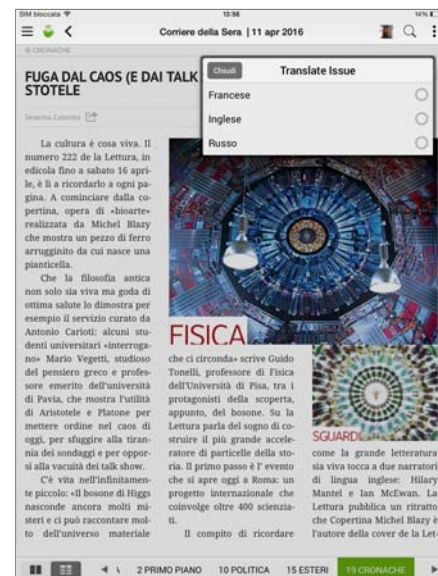 SIM bloccata
13:56
14%
Corriere della Sera | 11 apr 2016
CRONACHE
FUGA DAL CAOS (E DAI TALK
STOTELE
Severino Colombo
Chiudi
Translate Issue
Francese
Inglese
Russo
La cultura è cosa viva. Il
numero 222 de la Lettura, in
edicola fino a sabato 16 apri-
le, è lì a ricordarlo a ogni pa-
gina. A cominciare dalla co-
pertina, opera di «bioarte»
realizzata da Michel Blazy
che mostra un pezzo di ferro
arrugginito da cui nasce una
pianticella.
Che la filosofia antica
non solo sia viva ma goda di
ottima salute lo dimostra per
esempio il servizio curato da
Antonio Carioti: alcuni stu-
denti universitari «interroga-
no» Mario Vegetti, studioso
del pensiero greco e profes-
sore emerito dell'università
di Pavia, che mostra l'utilità
di Aristotele e Platone per
mettere ordine nel caos di
oggi, per sfuggire alla tiran-
nia dei sondaggi e per oppor-
si alla vacuità dei talk show.
C'è vita nell'infinitamen-
te piccolo: «Il bosone di Higgs
nasconde ancora molti mi-
steri e ci può raccontare mol-
to dell'universo materiale
FISICA
che ci circonda» scrive Guido
Tonelli, professore di Fisica
dell'Università di Pisa, tra i
protagonisti della scoperta,
appunto, del bosone. Su la
Lettura parla del sogno di co-
struire il più grande accele-
ratore di particelle della sto-
ria. Il primo passo è l' evento
che si apre oggi a Roma: un
progetto internazionale che
coinvolge oltre 400 scienzia-
ti.
Il compito di ricordare
SGUARDI
come la grande letteratura
sia viva tocca a due narratori
di lingua inglese: Hilary
Mantel e Ian McEwan. La
Lettura pubblica un ritratto
che Copertina Michel Blazy è
l'autore della cover de la Let-
2 PRIMO PIANO
10 POLITICA
15 ESTERI
19 CRONACHE